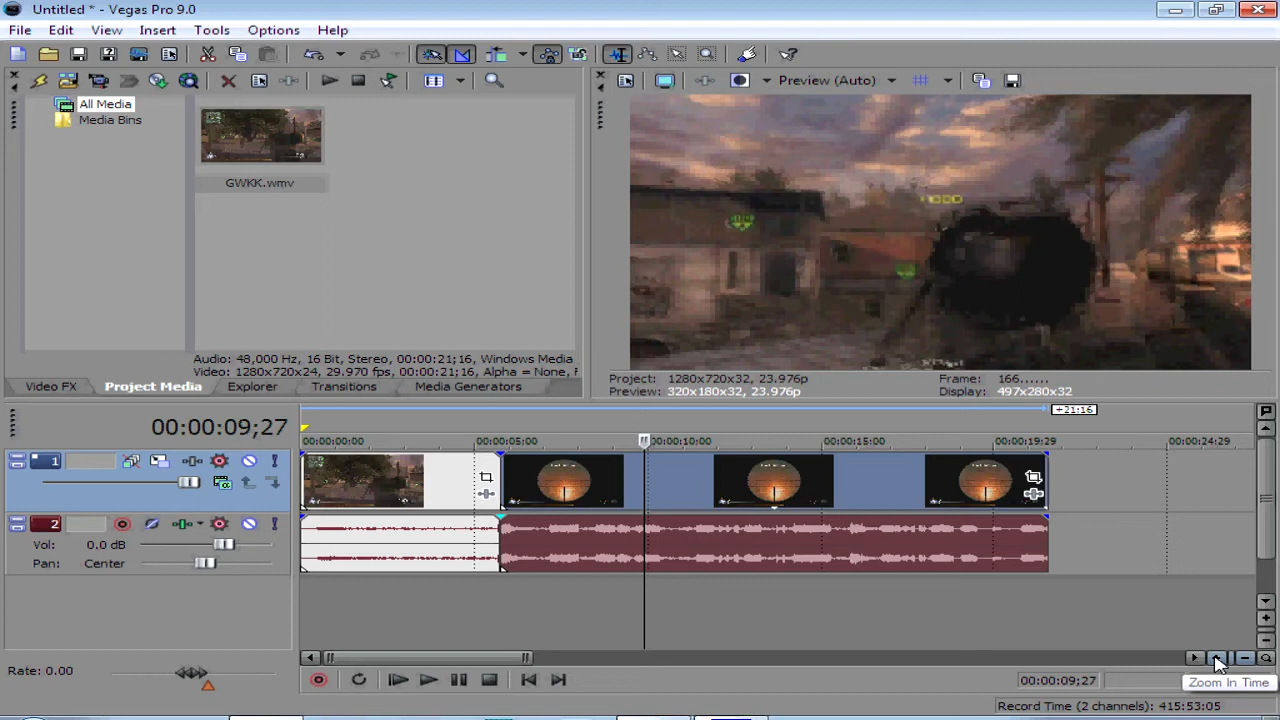 Untitled * - Vegas Pro 9.0
File Edit View Insert Tools Options Help
Preview (Auto)
All Media
Media Bins
GWKK.wmv
Audio: 48,000 Hz, 16 Bit, Stereo, 00:00:21;16, Windows Media
Video: 1280x720x24, 29.970 fps, 00:00:21;16, Alpha = None, F
Video FX Project Media Explorer Transitions Media Generators
Project: 1280x720x32, 23.976p
Frame: 166......
Preview: 320x180x32, 23.976p
Display: 497x280x32
+21:16
00:00:09;27
00:00:00:00 00:00:05:00 00:00:10:00 00:00:15:00 00:00:19:29 00:00:24:29
1
2
Vol: 0.0 dB
Pan: Center
Rate: 0.00
00:00:09;27
Zoom In Time
Record Time (2 channels): 415:53:05